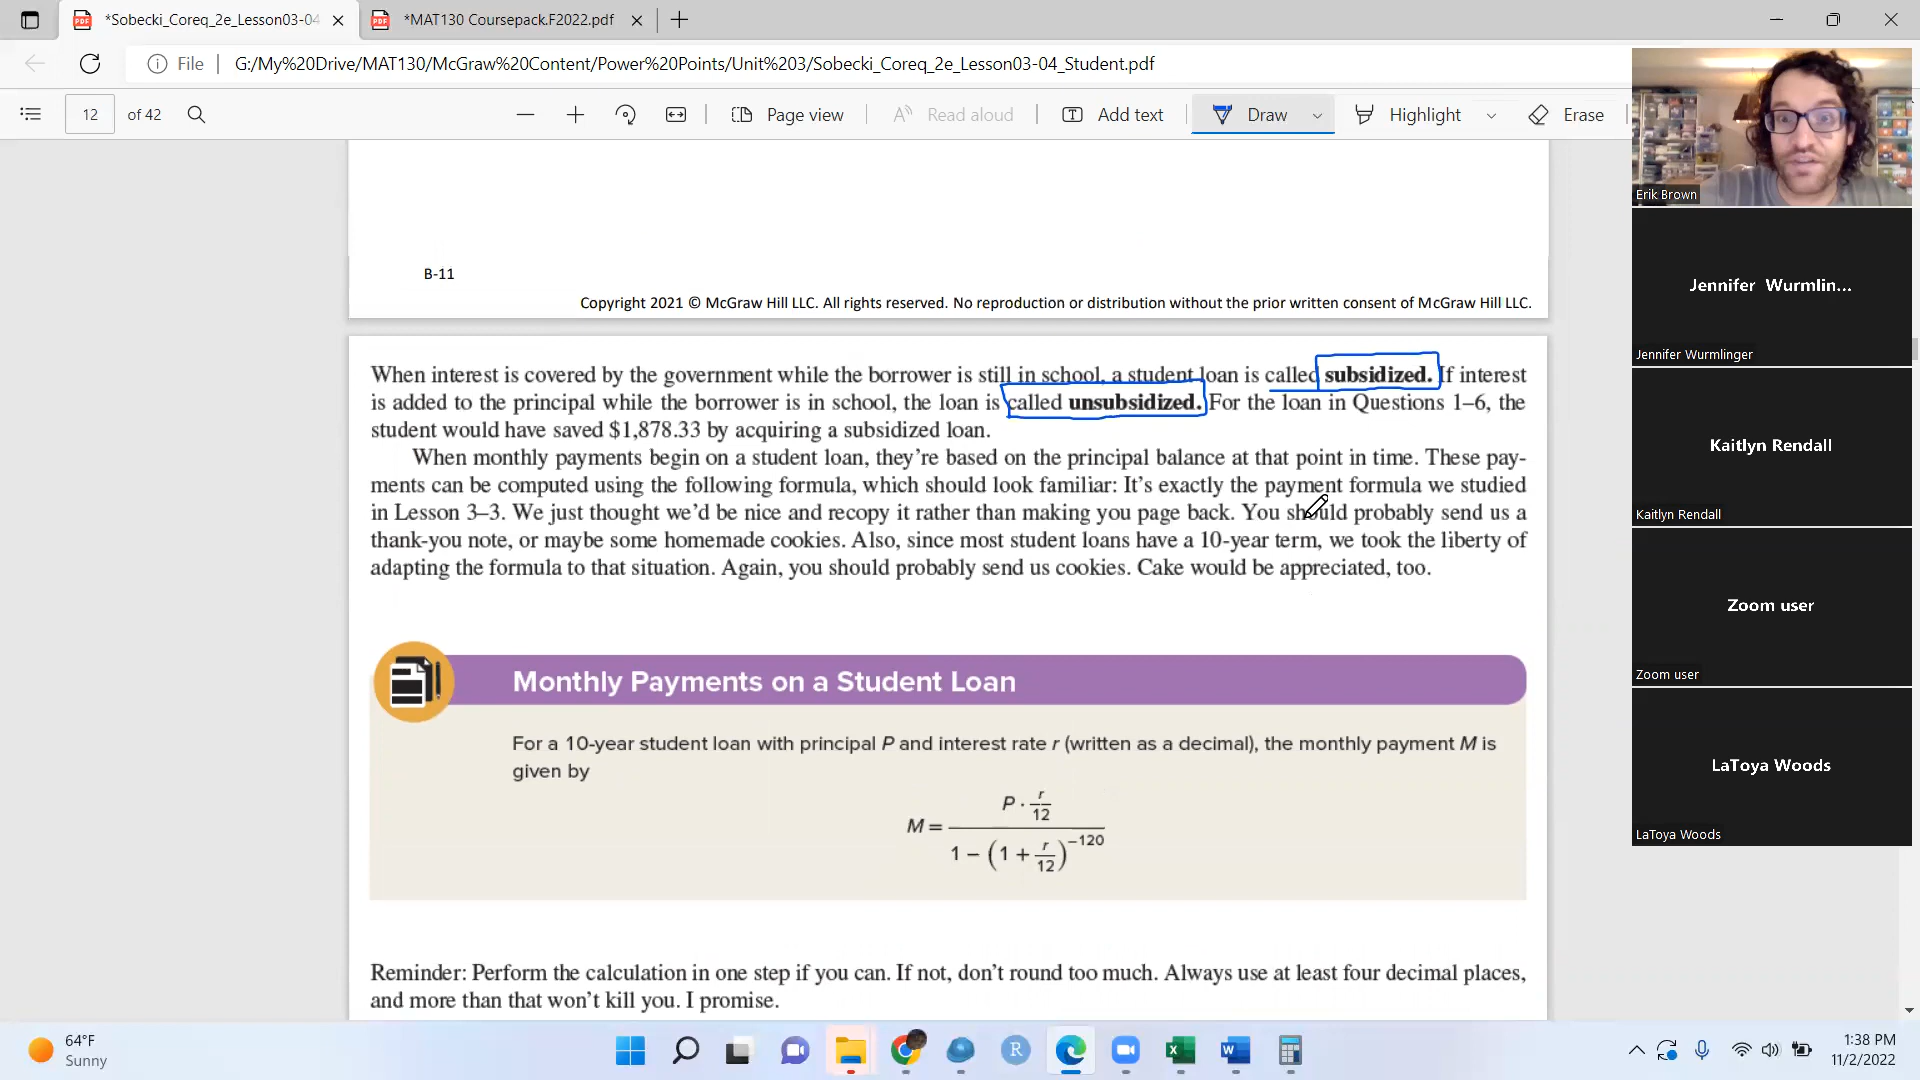 *Sobecki_Coreq_2e_Lesson03-04
*MAT130 Coursepack.F2022.pdf
File
G:/My%20Drive/MAT130/McGraw%20Content/Power%20Points/Unit%203/Sobecki_Coreq_2e_Lesson03-04_Student.pdf
12 of 42
Page view
Read aloud
Add text
Draw
Highlight
Erase
B-11
Copyright 2021 © McGraw Hill LLC. All rights reserved. No reproduction or distribution without the prior written consent of McGraw Hill LLC.
When interest is covered by the government while the borrower is still in school, a student loan is called subsidized. If interest
is added to the principal while the borrower is in school, the loan is called unsubsidized. For the loan in Questions 1–6, the
student would have saved $1,878.33 by acquiring a subsidized loan.
When monthly payments begin on a student loan, they're based on the principal balance at that point in time. These pay-
ments can be computed using the following formula, which should look familiar: It's exactly the payment formula we studied
in Lesson 3–3. We just thought we'd be nice and recopy it rather than making you page back. You should probably send us a
thank-you note, or maybe some homemade cookies. Also, since most student loans have a 10-year term, we took the liberty of
adapting the formula to that situation. Again, you should probably send us cookies. Cake would be appreciated, too.
Monthly Payments on a Student Loan
For a 10-year student loan with principal P and interest rate r (written as a decimal), the monthly payment M is
given by
P · r/12
M =
1 − (1 + r/12)^−120
Reminder: Perform the calculation in one step if you can. If not, don't round too much. Always use at least four decimal places,
and more than that won't kill you. I promise.
Erik Brown
Jennifer Wurmlin...
Jennifer Wurmlinger
Kaitlyn Rendall
Kaitlyn Rendall
Zoom user
Zoom user
LaToya Woods
LaToya Woods
64°F
Sunny
1:38 PM
11/2/2022